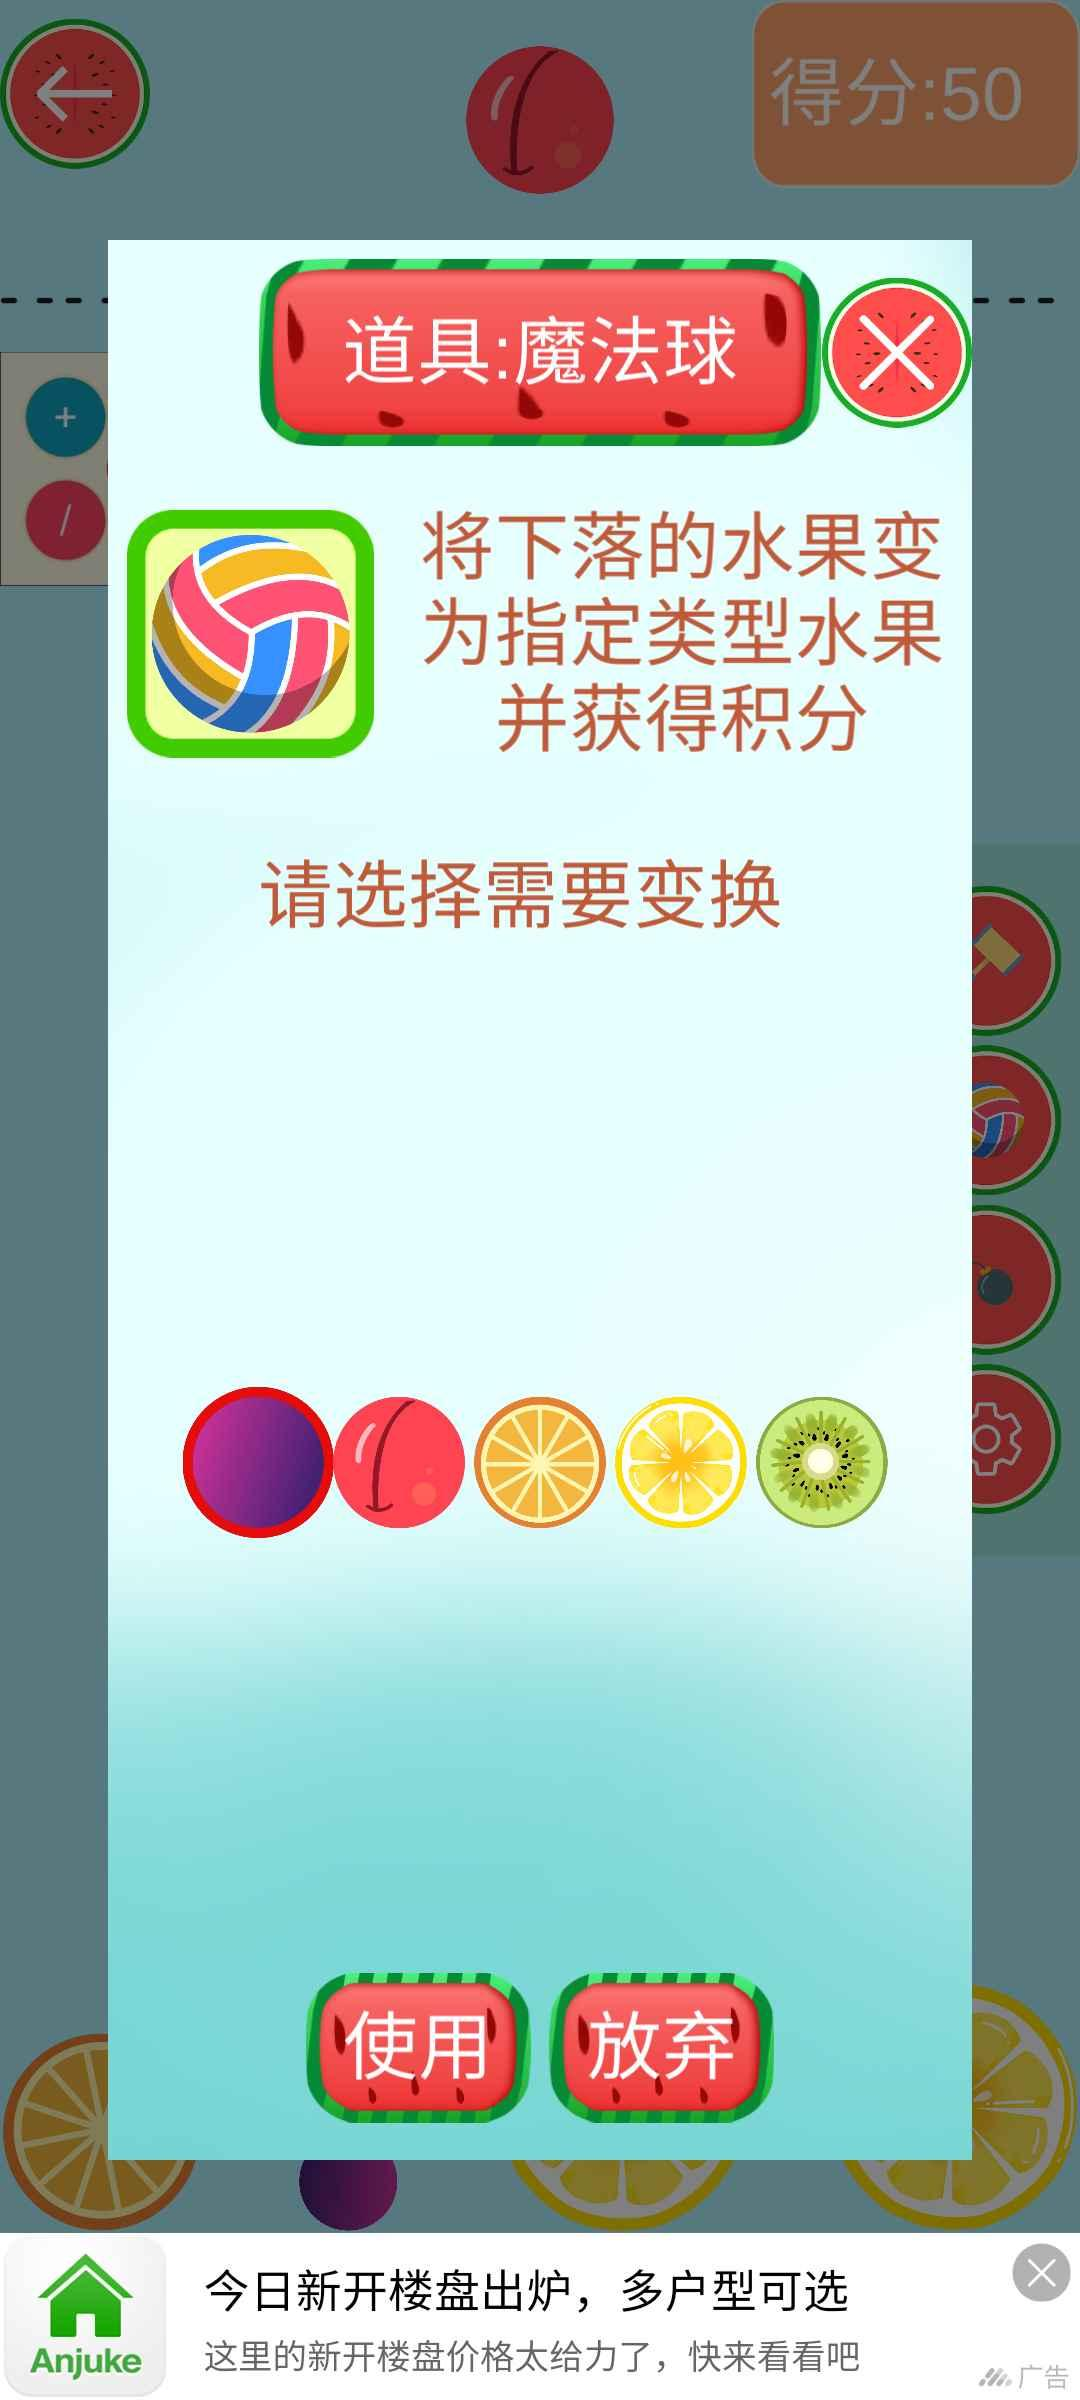 得分:50
道具:魔法球
+
/
将下落的水果变
为指定类型水果
并获得积分
请选择需要变换
使用
放弃
今日新开楼盘出炉，多户型可选
这里的新开楼盘价格太给力了，快来看看吧
Anjuke
广告